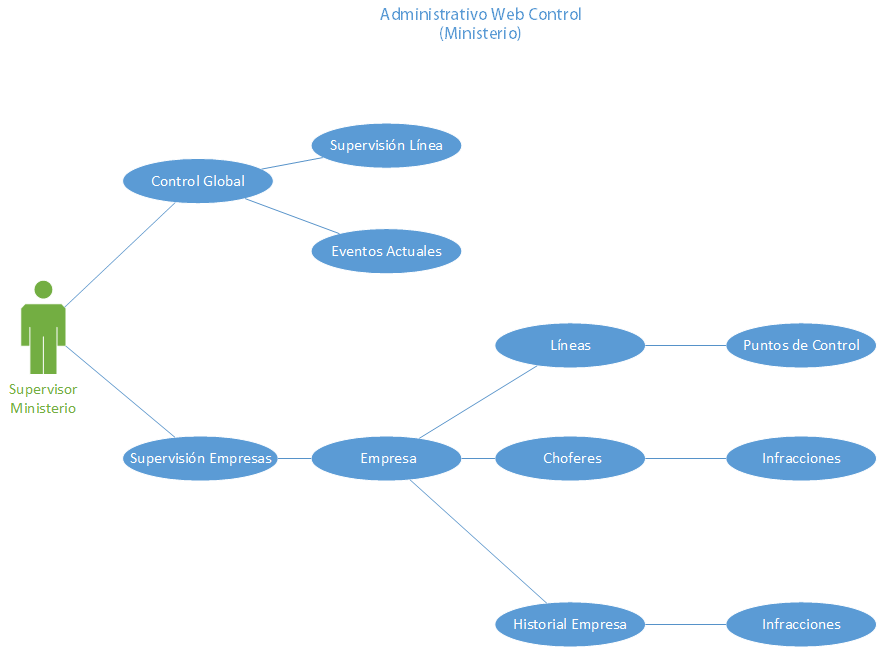 Administrativo Web Control
(Ministerio)
Supervisión Línea
Control Global
Eventos Actuales
Supervisor
Ministerio
Líneas
Puntos de Control
Supervisión Empresas
Empresa
Choferes
Infracciones
Historial Empresa
Infracciones